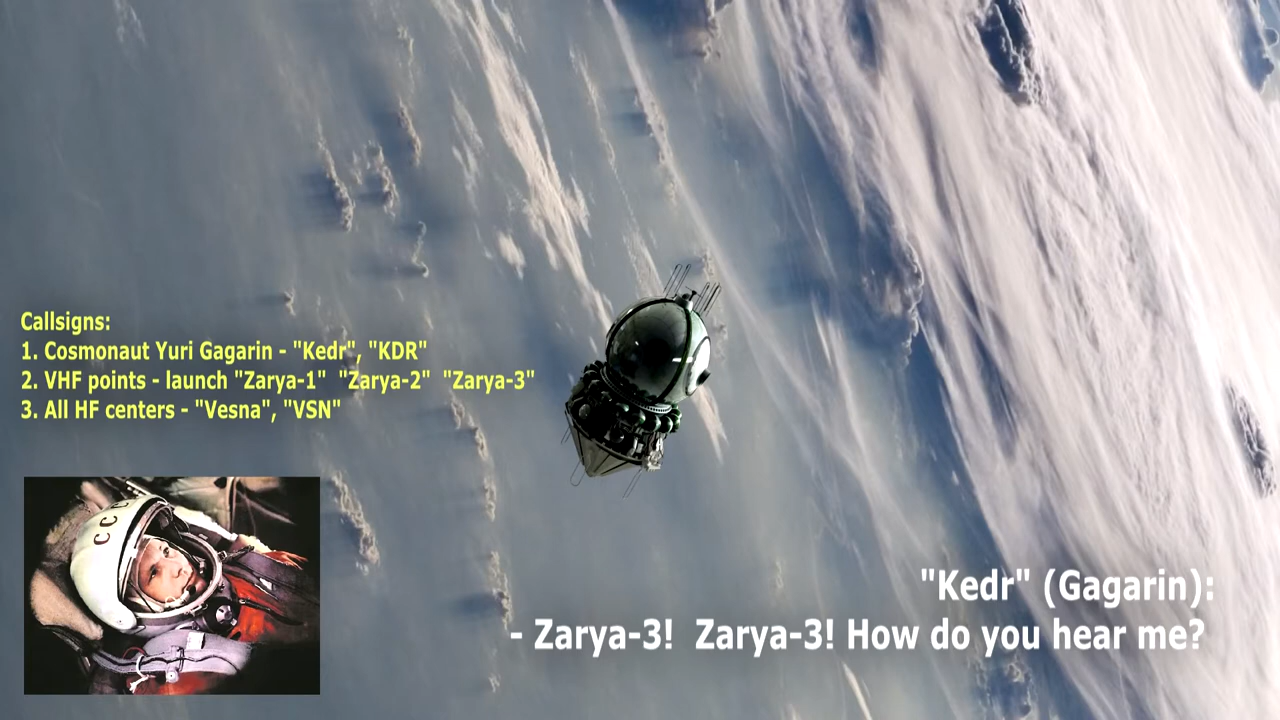 Callsigns:
1. Cosmonaut Yuri Gagarin - "Kedr", "KDR"
2. VHF points - launch "Zarya-1"  "Zarya-2"  "Zarya-3"
3. All HF centers - "Vesna", "VSN"
СССР
"Kedr" (Gagarin):
- Zarya-3!  Zarya-3! How do you hear me?